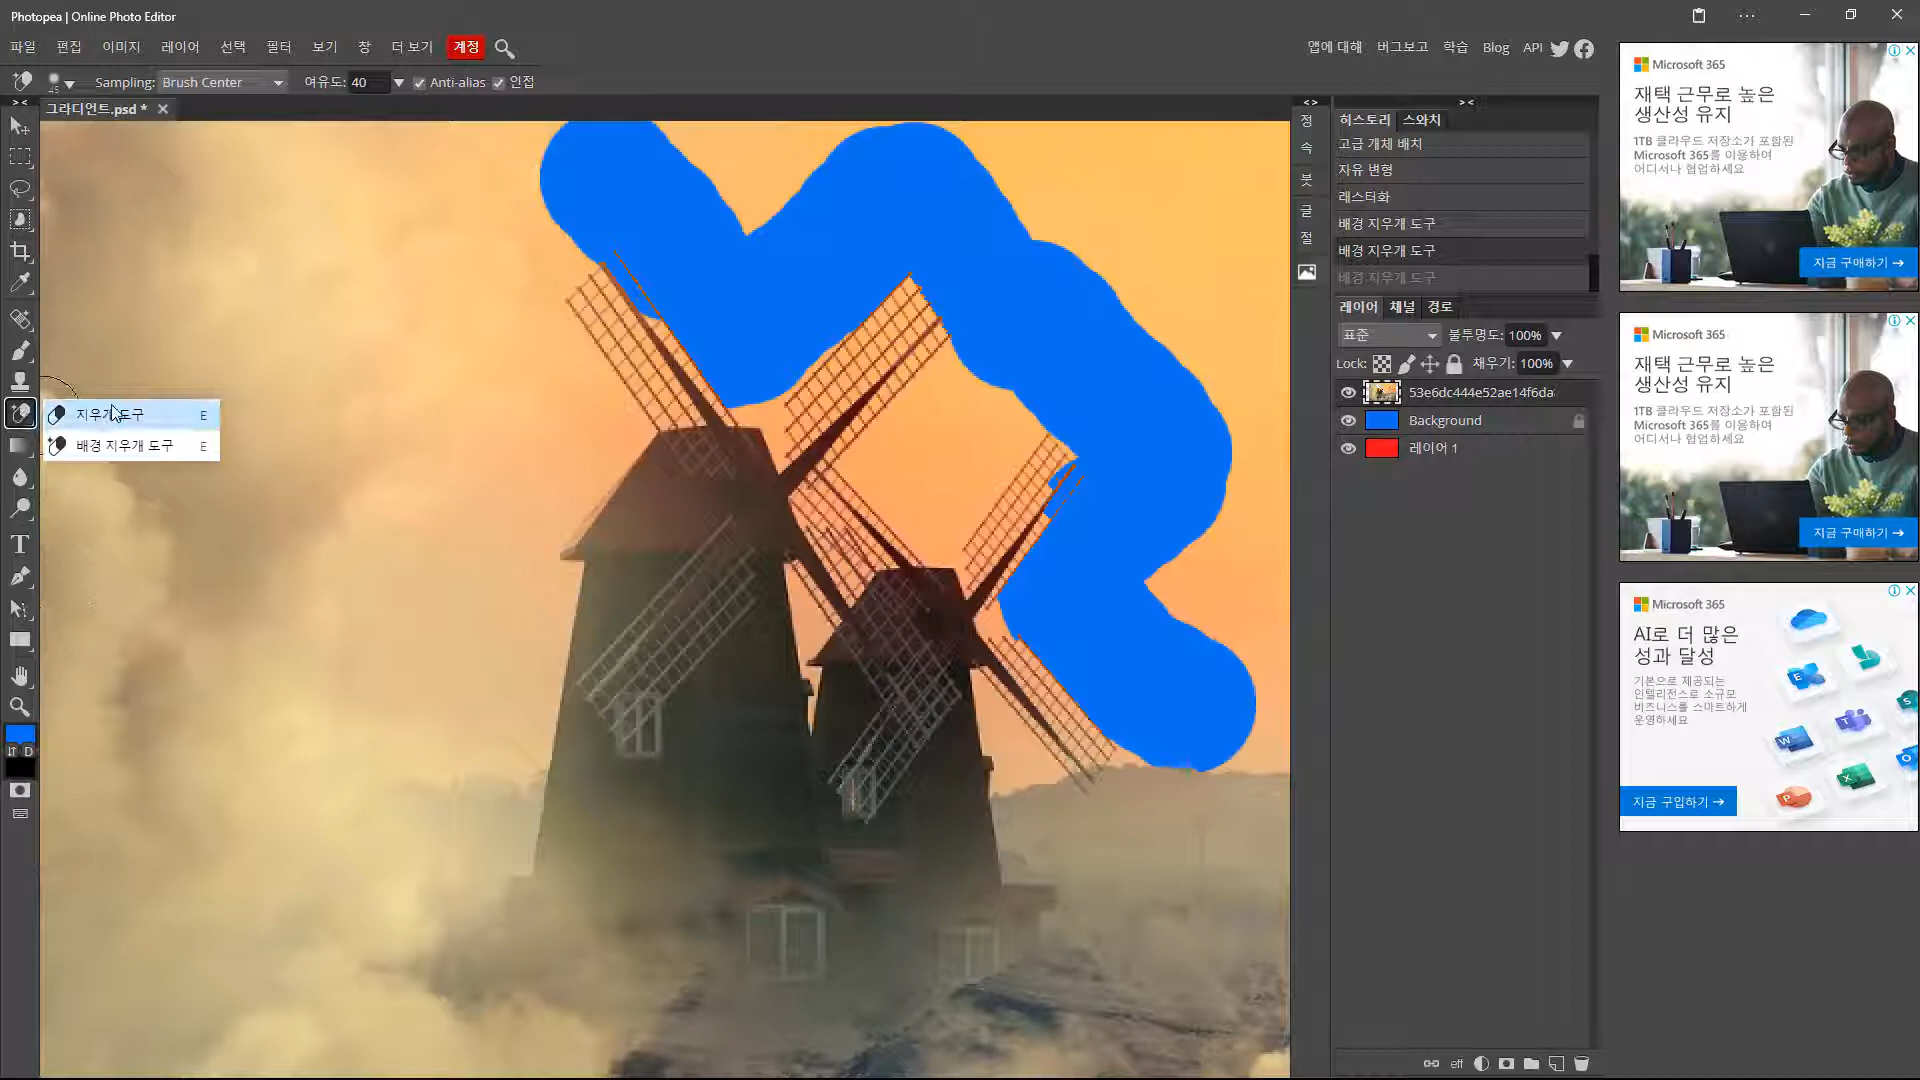 Photopea | Online Photo Editor
파일 편집 이미지 레이어 선택 필터 보기 창 더 보기 계정
앱에 대해 버그보고 학습 Blog API
45 Sampling: Brush Center 여유도: 40 Anti-alias 인접
그라디언트.psd *
지우개 도구 E
배경 지우개 도구 E
T
D
정
속
붓
글
절
히스토리 스와치
고급 개체 배치
자유 변형
래스터화
배경 지우개 도구
배경 지우개 도구
배경 지우개 도구
레이어 채널 경로
표준 불투명도: 100%
Lock: 채우기: 100%
53e6dc444e52ae14f6da
Background
레이어 1
eff
Microsoft 365
재택 근무로 높은
생산성 유지
1TB 클라우드 저장소가 포함된
Microsoft 365를 이용하여
어디서나 협업하세요
지금 구매하기 →
Microsoft 365
재택 근무로 높은
생산성 유지
1TB 클라우드 저장소가 포함된
Microsoft 365를 이용하여
어디서나 협업하세요
지금 구매하기 →
Microsoft 365
AI로 더 많은
성과 달성
기본으로 제공되는
인텔리전스로 소규모
비즈니스를 스마트하게
운영하세요
지금 구입하기 →